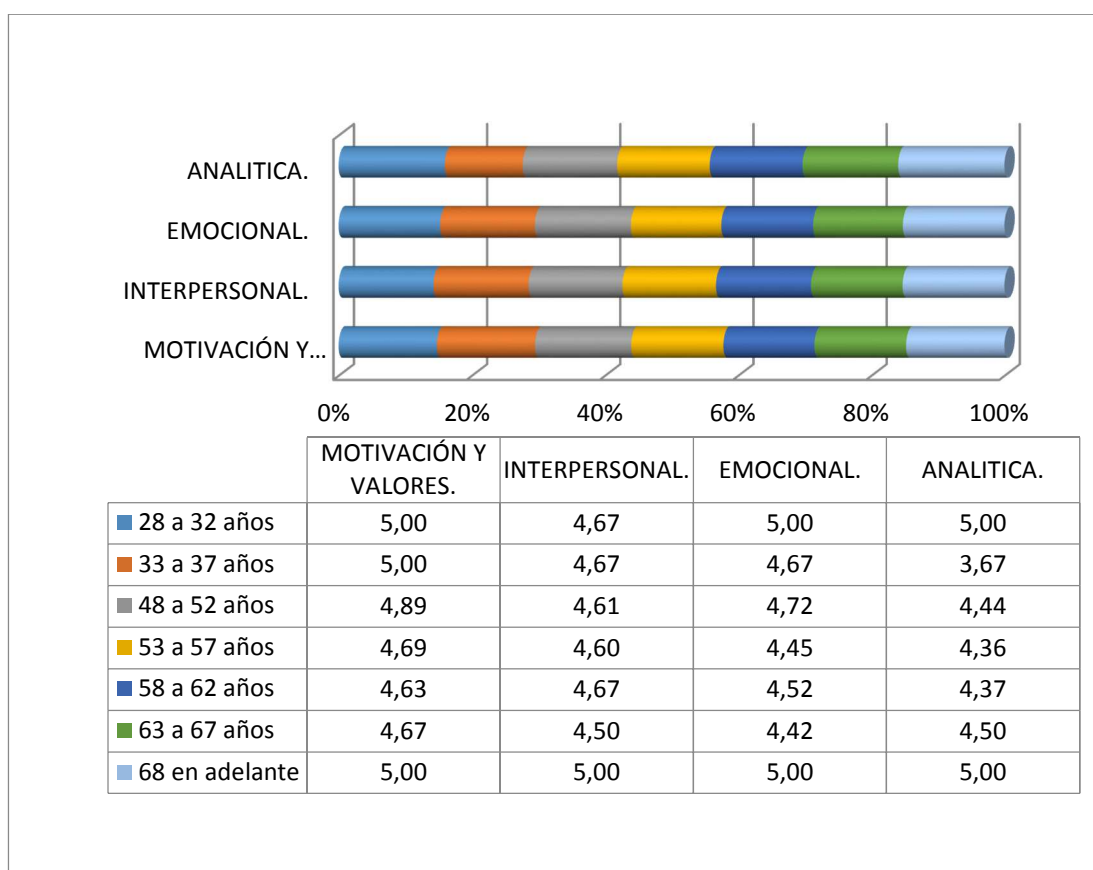 ANALITICA.
EMOCIONAL.
INTERPERSONAL.
MOTIVACIÓN Y...
0% 20% 40% 60% 80% 100%
MOTIVACIÓN Y VALORES. INTERPERSONAL. EMOCIONAL. ANALITICA.
28 a 32 años 5,00 4,67 5,00 5,00
33 a 37 años 5,00 4,67 4,67 3,67
48 a 52 años 4,89 4,61 4,72 4,44
53 a 57 años 4,69 4,60 4,45 4,36
58 a 62 años 4,63 4,67 4,52 4,37
63 a 67 años 4,67 4,50 4,42 4,50
68 en adelante 5,00 5,00 5,00 5,00